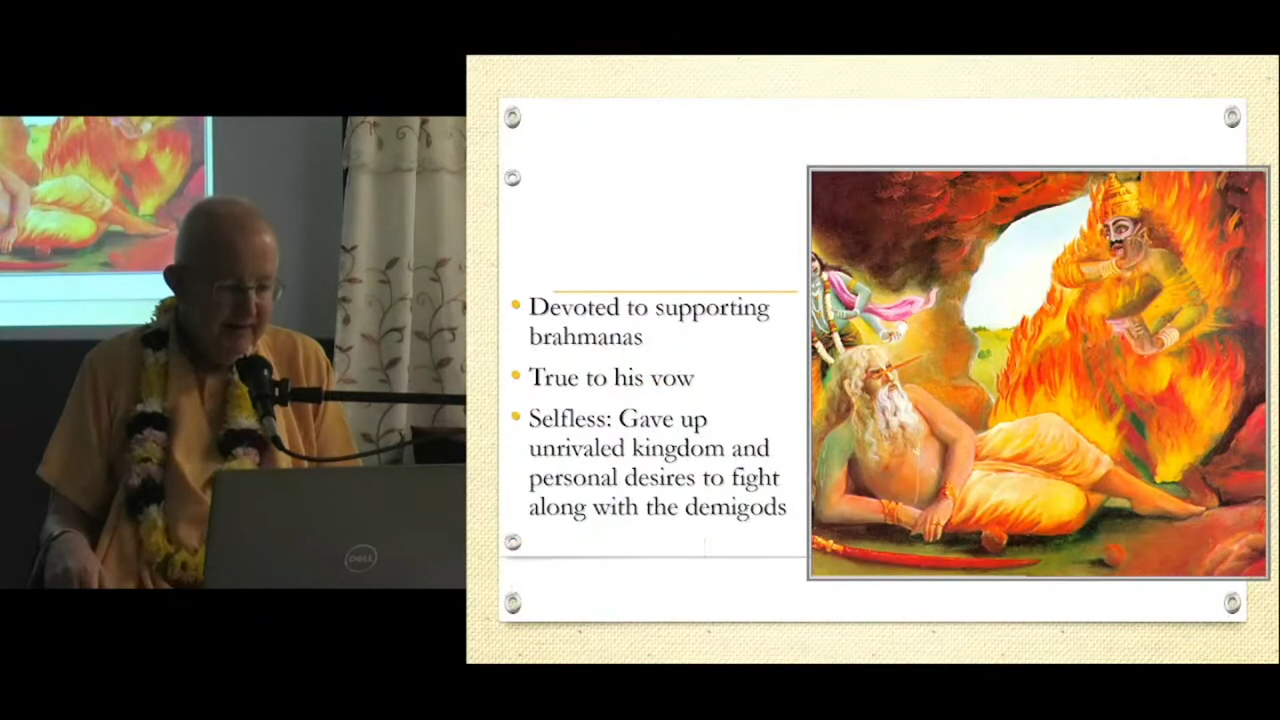 Devoted to supporting
brahmanas
True to his vow
Selfless: Gave up
unrivaled kingdom and
personal desires to fight
along with the demigods
DELL